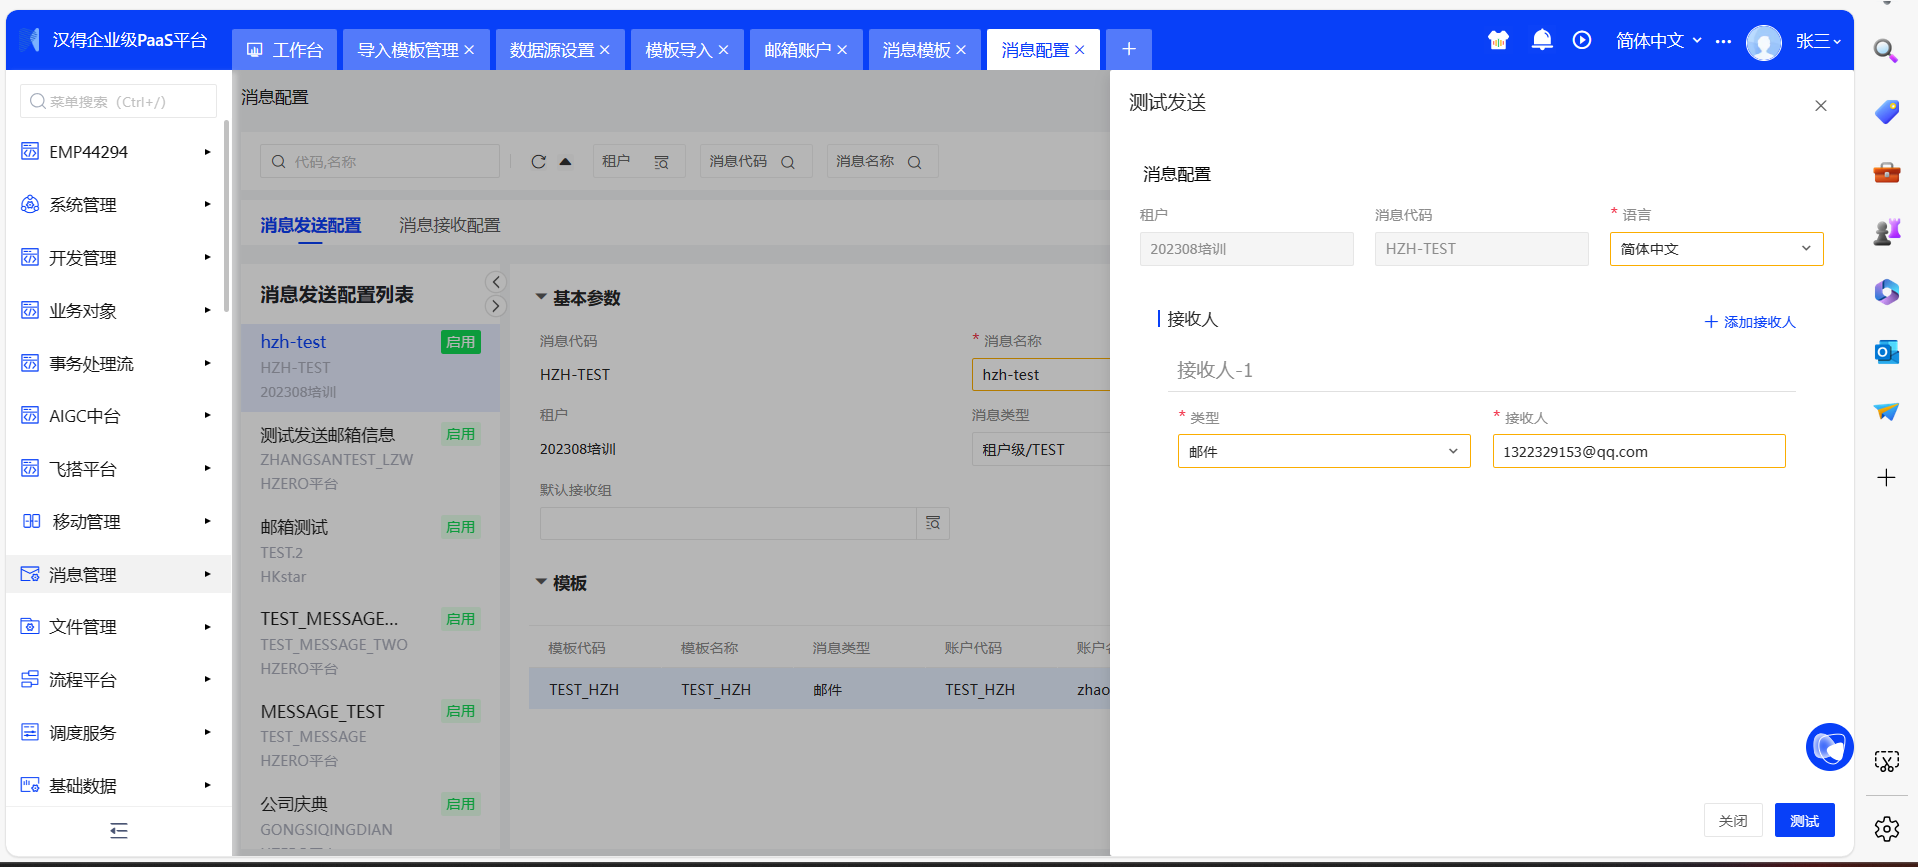 汉得企业级PaaS平台
工作台
导入模板管理
数据源设置
模板导入
邮箱账户
消息模板
消息配置
简体中文
张三
菜单搜索（Ctrl+/）
EMP44294
系统管理
开发管理
业务对象
事务处理流
AIGC中台
飞搭平台
移动管理
消息管理
文件管理
流程平台
调度服务
基础数据
消息配置
代码,名称
租户
消息代码
消息名称
消息发送配置
消息接收配置
消息发送配置列表
hzh-test
启用
HZH-TEST
202308培训
测试发送邮箱信息
启用
ZHANGSANTEST_LZW
HZERO平台
邮箱测试
启用
TEST.2
HKstar
TEST_MESSAGE...
启用
TEST_MESSAGE_TWO
HZERO平台
MESSAGE_TEST
启用
TEST_MESSAGE
HZERO平台
公司庆典
启用
GONGSIQINGDIAN
基本参数
消息代码
* 消息名称
HZH-TEST
hzh-test
租户
消息类型
202308培训
租户级/TEST
默认接收组
模板
模板代码
模板名称
消息类型
账户代码
TEST_HZH
TEST_HZH
邮件
TEST_HZH
zhao
测试发送
消息配置
租户
消息代码
* 语言
202308培训
HZH-TEST
简体中文
接收人
添加接收人
接收人-1
* 类型
* 接收人
邮件
1322329153@qq.com
关闭
测试